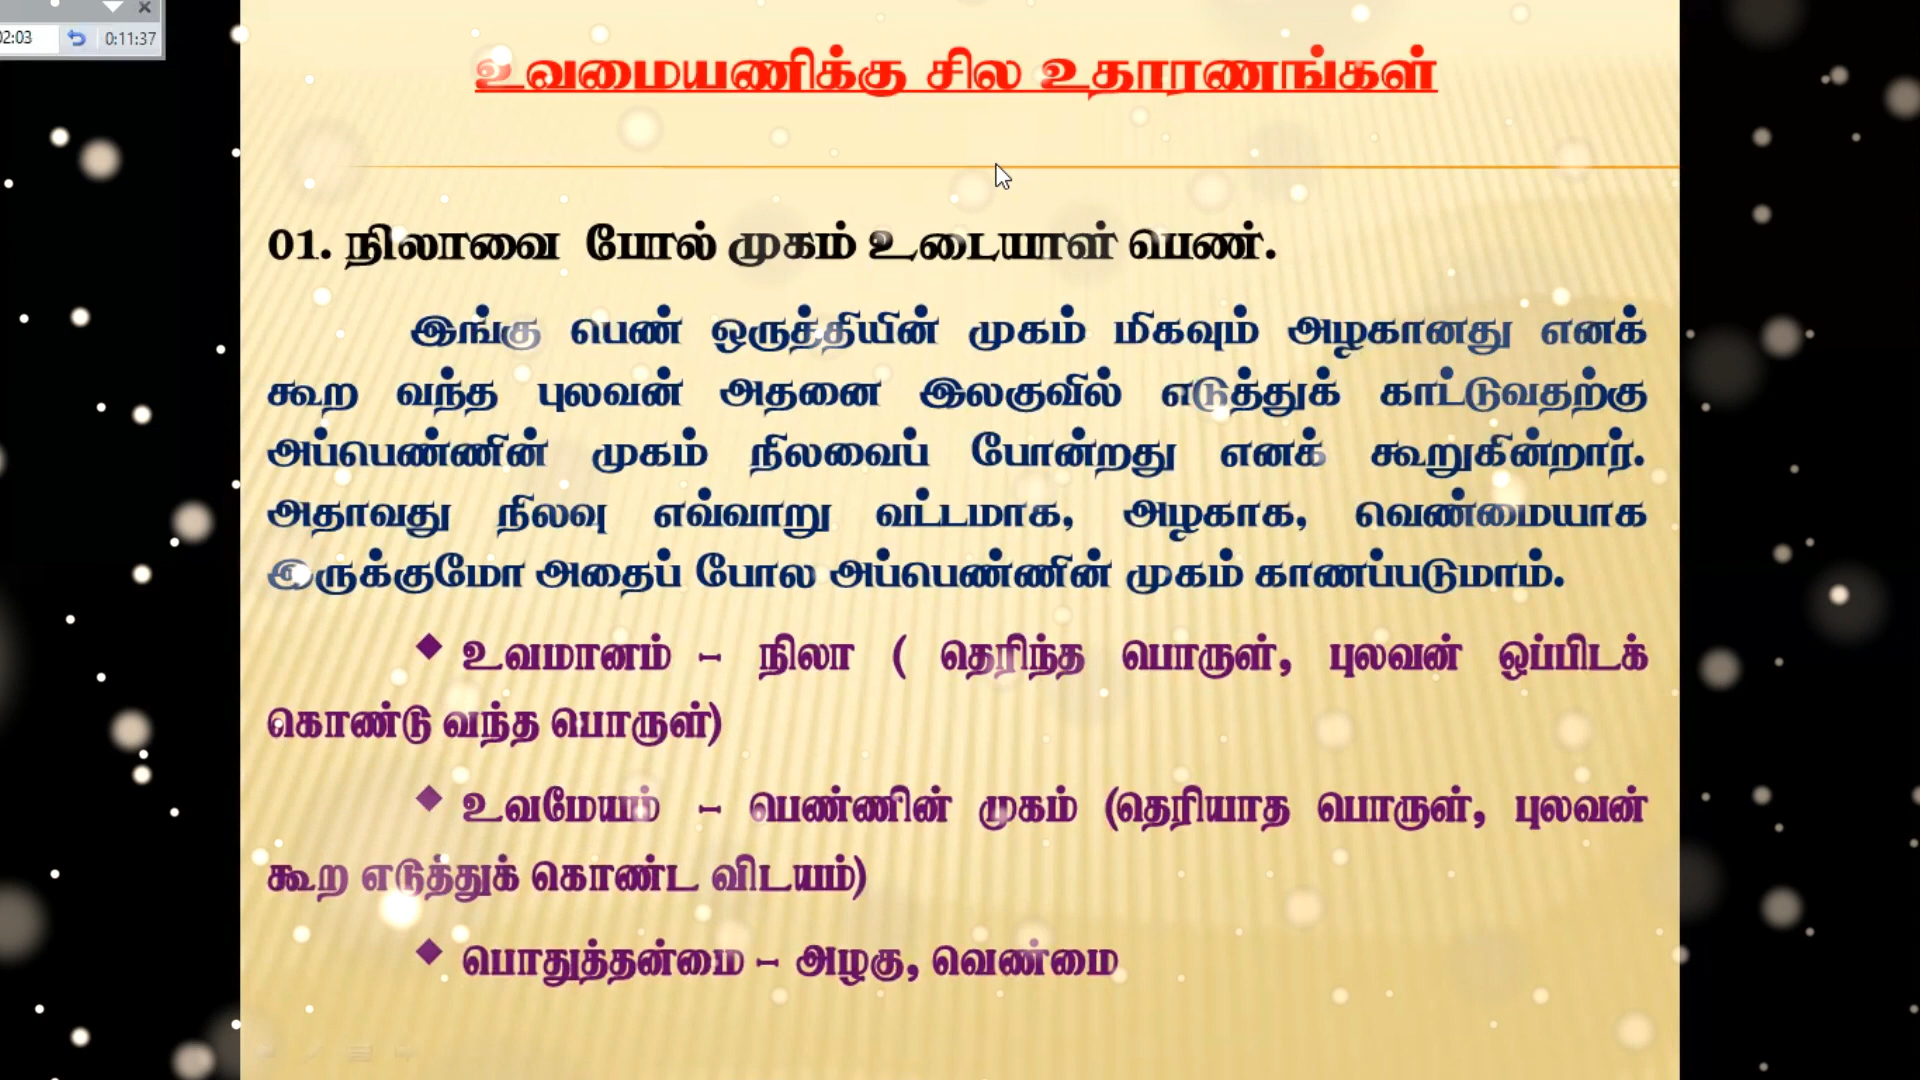 02:03
0:11:37
உவமையணிக்கு சில உதாரணங்கள்
01. நிலாவை போல் முகம் உடையாள் பெண்.
இங்கு பெண் ஒருத்தியின் முகம் மிகவும் அழகானது எனக்
கூற வந்த புலவன் அதனை இலகுவில் எடுத்துக் காட்டுவதற்கு
அப்பெண்ணின் முகம் நிலவைப் போன்றது எனக் கூறுகின்றார்.
அதாவது நிலவு எவ்வாறு வட்டமாக, அழகாக, வெண்மையாக
இருக்குமோ அதைப் போல அப்பெண்ணின் முகம் காணப்படுமாம்.
❖ உவமானம் – நிலா ( தெரிந்த பொருள், புலவன் ஒப்பிடக்
கொண்டு வந்த பொருள்)
❖ உவமேயம் – பெண்ணின் முகம் (தெரியாத பொருள், புலவன்
கூற எடுத்துக் கொண்ட விடயம்)
❖ பொதுத்தன்மை – அழகு, வெண்மை